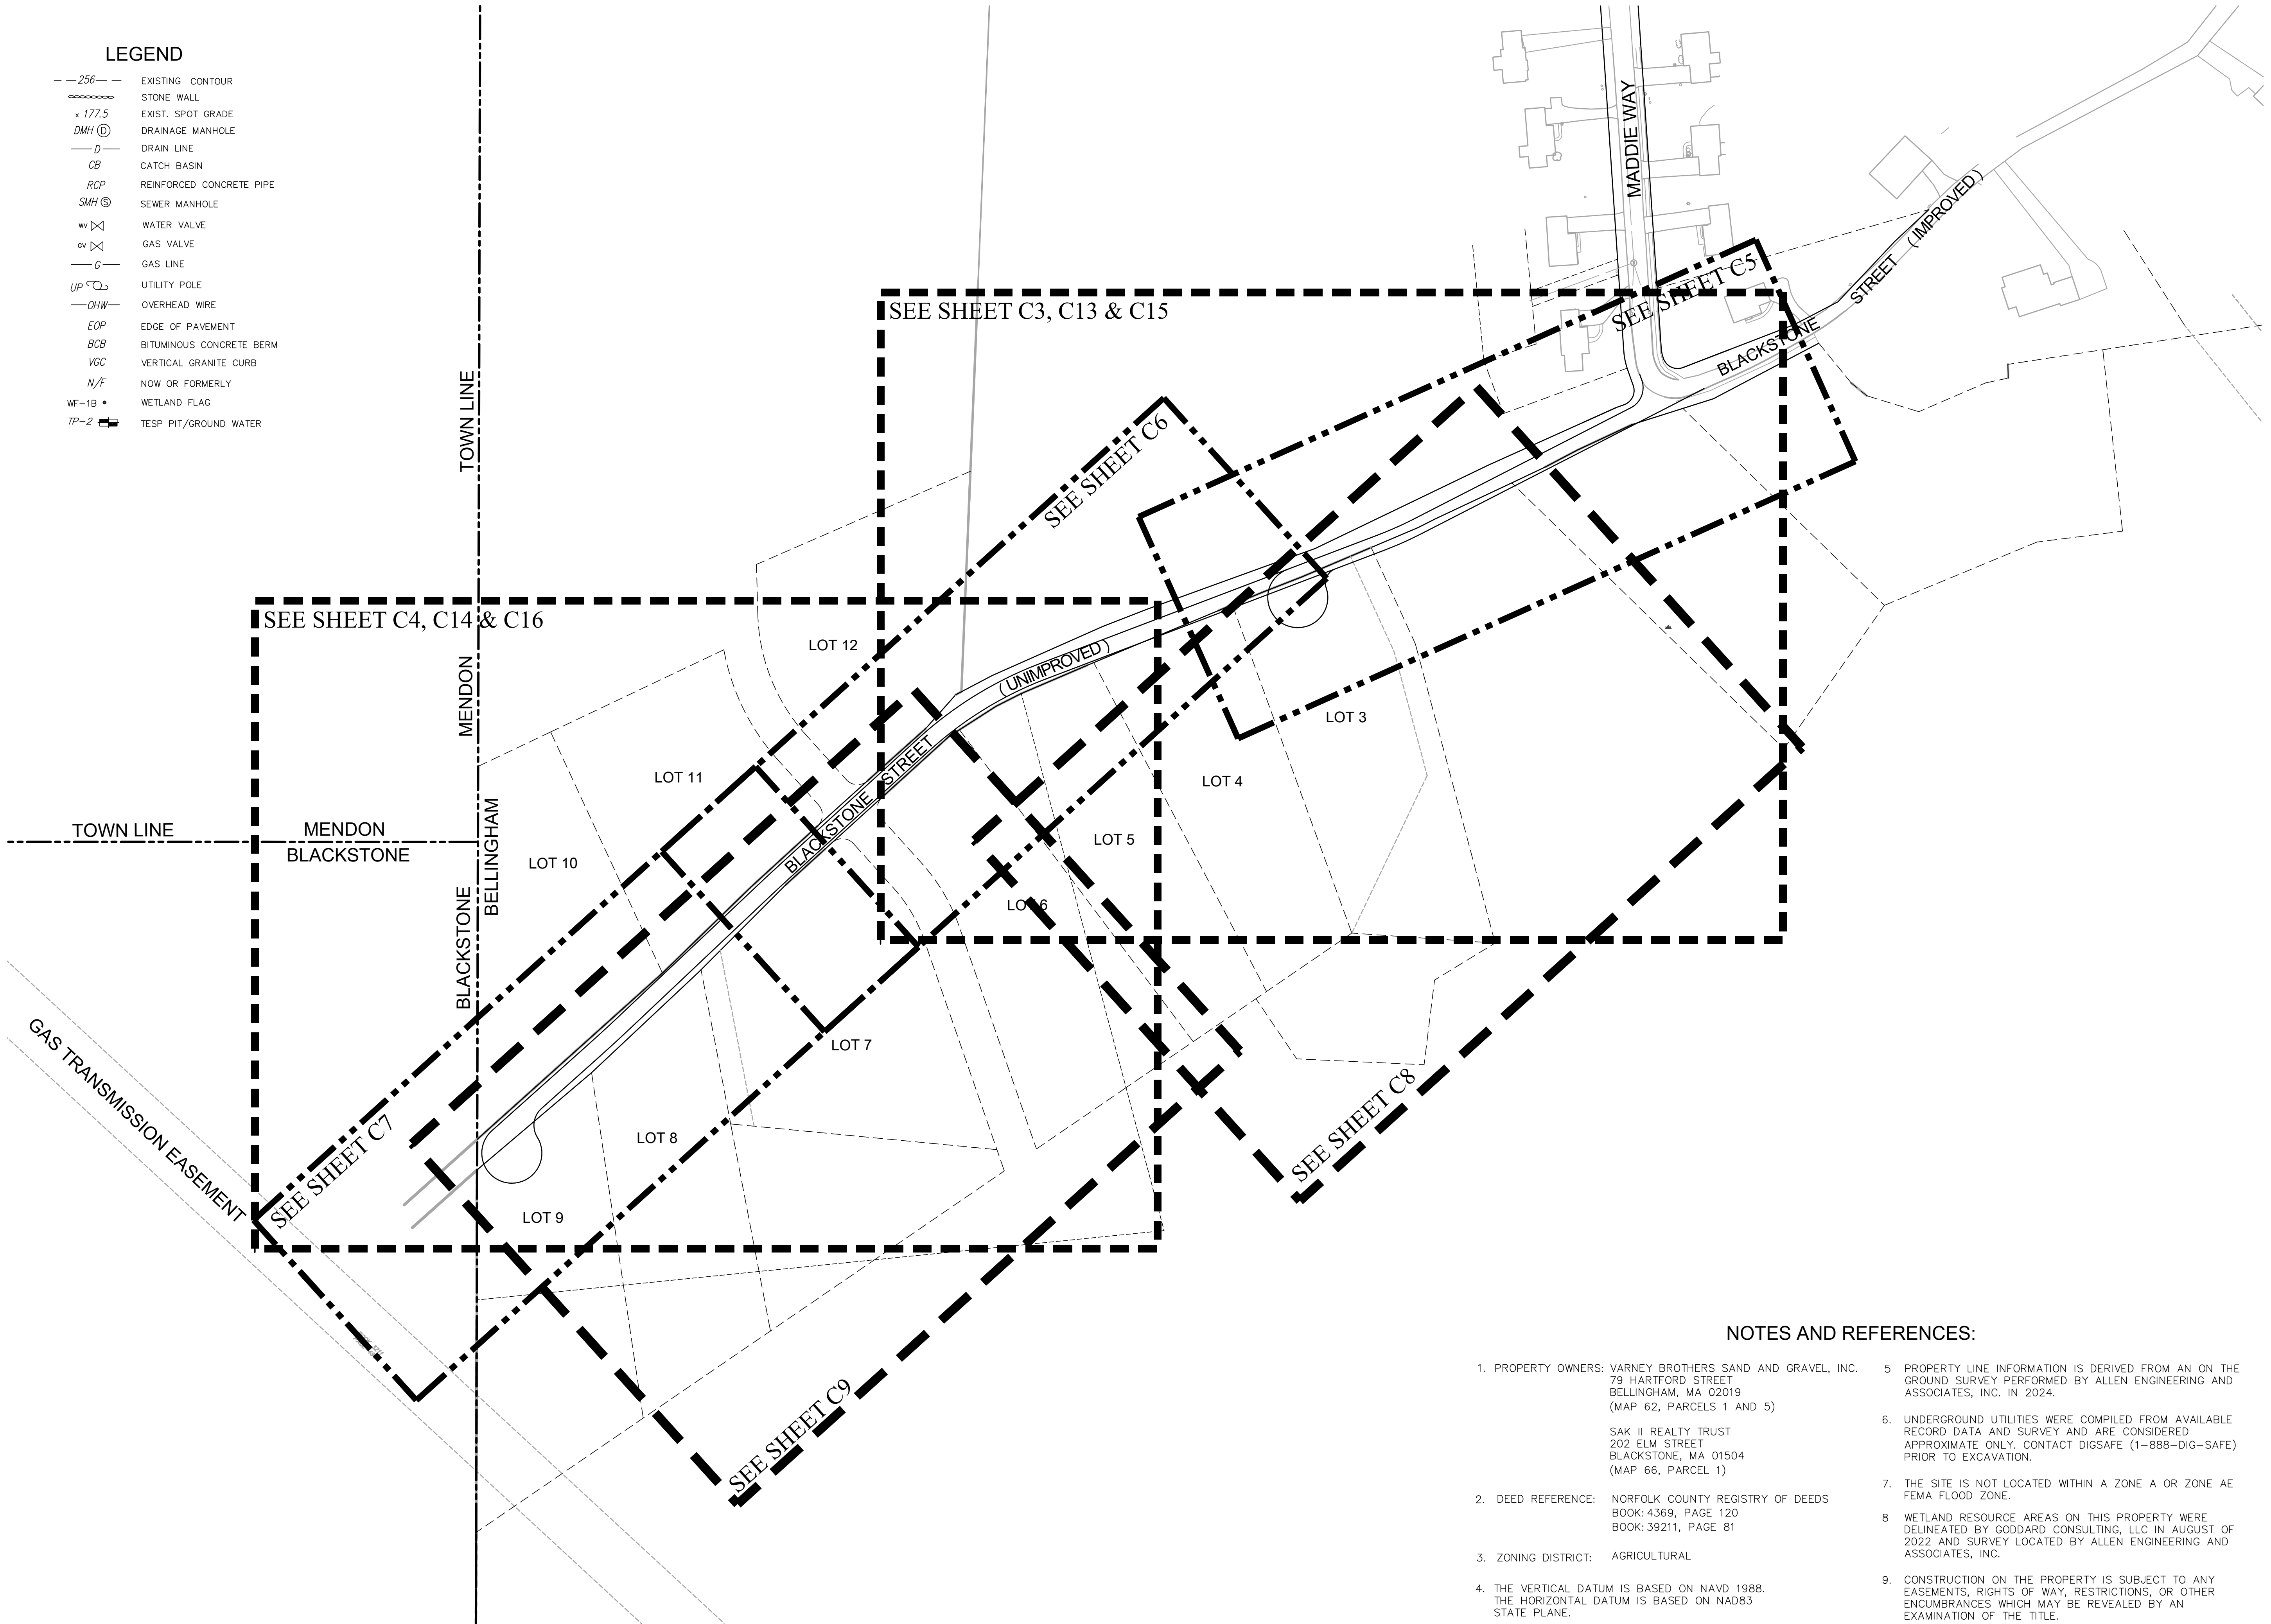 LEGEND
256 EXISTING CONTOUR
STONE WALL
x 177.5 EXIST. SPOT GRADE
DMH D DRAINAGE MANHOLE
D DRAIN LINE
CB CATCH BASIN
RCP REINFORCED CONCRETE PIPE
SMH S SEWER MANHOLE
WV WATER VALVE
GV GAS VALVE
G GAS LINE
UP UTILITY POLE
OHW OVERHEAD WIRE
EOP EDGE OF PAVEMENT
BCB BITUMINOUS CONCRETE BERM
VGC VERTICAL GRANITE CURB
N/F NOW OR FORMERLY
WF-1B WETLAND FLAG
TP-2 TESP PIT/GROUND WATER
TOWN LINE
MENDON
BELLINGHAM
BLACKSTONE
TOWN LINE
MENDON
BLACKSTONE
GAS TRANSMISSION EASEMENT
MADDIE WAY
BLACKSTONE STREET (IMPROVED)
BLACKSTONE STREET (UNIMPROVED)
SEE SHEET C3, C13 & C15
SEE SHEET C4, C14 & C16
SEE SHEET C5
SEE SHEET C6
SEE SHEET C7
SEE SHEET C8
SEE SHEET C9
LOT 12
LOT 11
LOT 10
LOT 3
LOT 4
LOT 5
LOT 6
LOT 7
LOT 8
LOT 9
NOTES AND REFERENCES:
1. PROPERTY OWNERS: VARNEY BROTHERS SAND AND GRAVEL, INC.
79 HARTFORD STREET
BELLINGHAM, MA 02019
(MAP 62, PARCELS 1 AND 5)
SAK II REALTY TRUST
202 ELM STREET
BLACKSTONE, MA 01504
(MAP 66, PARCEL 1)
2. DEED REFERENCE: NORFOLK COUNTY REGISTRY OF DEEDS
BOOK: 4369, PAGE 120
BOOK: 39211, PAGE 81
3. ZONING DISTRICT: AGRICULTURAL
4. THE VERTICAL DATUM IS BASED ON NAVD 1988.
THE HORIZONTAL DATUM IS BASED ON NAD83
STATE PLANE.
5 PROPERTY LINE INFORMATION IS DERIVED FROM AN ON THE
GROUND SURVEY PERFORMED BY ALLEN ENGINEERING AND
ASSOCIATES, INC. IN 2024.
6. UNDERGROUND UTILITIES WERE COMPILED FROM AVAILABLE
RECORD DATA AND SURVEY AND ARE CONSIDERED
APPROXIMATE ONLY. CONTACT DIGSAFE (1-888-DIG-SAFE)
PRIOR TO EXCAVATION.
7. THE SITE IS NOT LOCATED WITHIN A ZONE A OR ZONE AE
FEMA FLOOD ZONE.
8 WETLAND RESOURCE AREAS ON THIS PROPERTY WERE
DELINEATED BY GODDARD CONSULTING, LLC IN AUGUST OF
2022 AND SURVEY LOCATED BY ALLEN ENGINEERING AND
ASSOCIATES, INC.
9. CONSTRUCTION ON THE PROPERTY IS SUBJECT TO ANY
EASEMENTS, RIGHTS OF WAY, RESTRICTIONS, OR OTHER
ENCUMBRANCES WHICH MAY BE REVEALED BY AN
EXAMINATION OF THE TITLE.